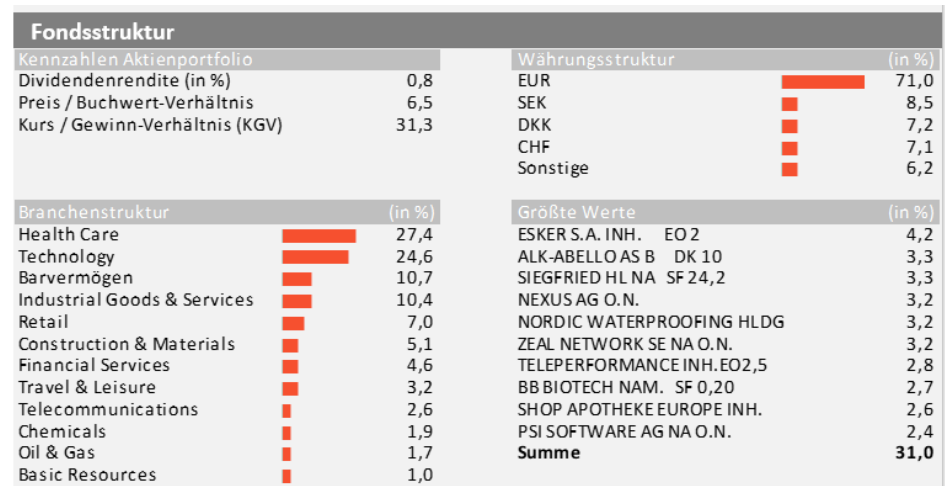 Fondsstruktur
Kennzahlen Aktienportfolio
Dividendenrendite (in %) 0,8
Preis / Buchwert-Verhältnis 6,5
Kurs / Gewinn-Verhältnis (KGV) 31,3
Währungsstruktur (in %)
EUR 71,0
SEK 8,5
DKK 7,2
CHF 7,1
Sonstige 6,2
Branchenstruktur (in %)
Health Care 27,4
Technology 24,6
Barvermögen 10,7
Industrial Goods & Services 10,4
Retail 7,0
Construction & Materials 5,1
Financial Services 4,6
Travel & Leisure 3,2
Telecommunications 2,6
Chemicals 1,9
Oil & Gas 1,7
Basic Resources 1,0
Größte Werte (in %)
ESKER S.A. INH. EO 2 4,2
ALK-ABELLO AS B DK 10 3,3
SIEGFRIED HL NA SF 24,2 3,3
NEXUS AG O.N. 3,2
NORDIC WATERPROOFING HLDG 3,2
ZEAL NETWORK SE NA O.N. 3,2
TELEPERFORMANCE INH.EO2,5 2,8
BB BIOTECH NAM. SF 0,20 2,7
SHOP APOTHEKE EUROPE INH. 2,6
PSI SOFTWARE AG NA O.N. 2,4
Summe 31,0